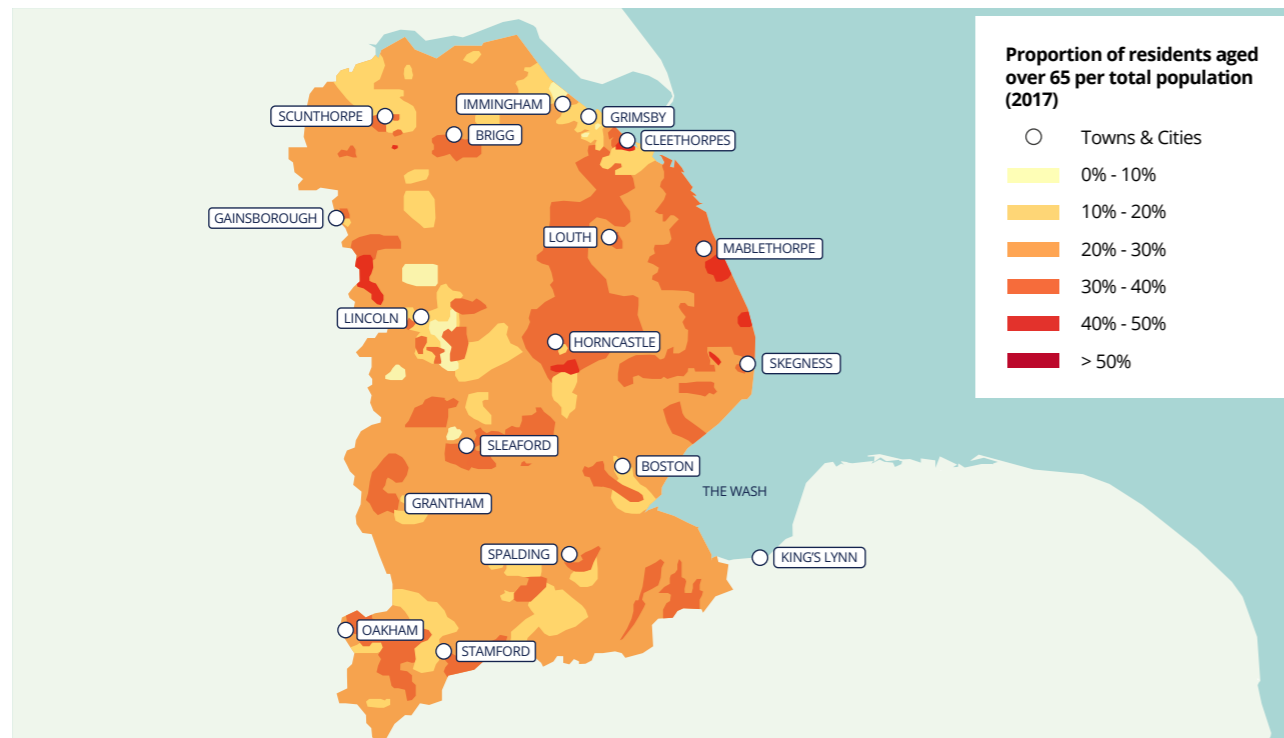 Proportion of residents aged
over 65 per total population
(2017)
Towns & Cities
0% - 10%
10% - 20%
20% - 30%
30% - 40%
40% - 50%
> 50%
IMMINGHAM
SCUNTHORPE
GRIMSBY
BRIGG
CLEETHORPES
GAINSBOROUGH
LOUTH
MABLETHORPE
LINCOLN
HORNCASTLE
SKEGNESS
SLEAFORD
BOSTON
THE WASH
GRANTHAM
SPALDING
KING'S LYNN
OAKHAM
STAMFORD